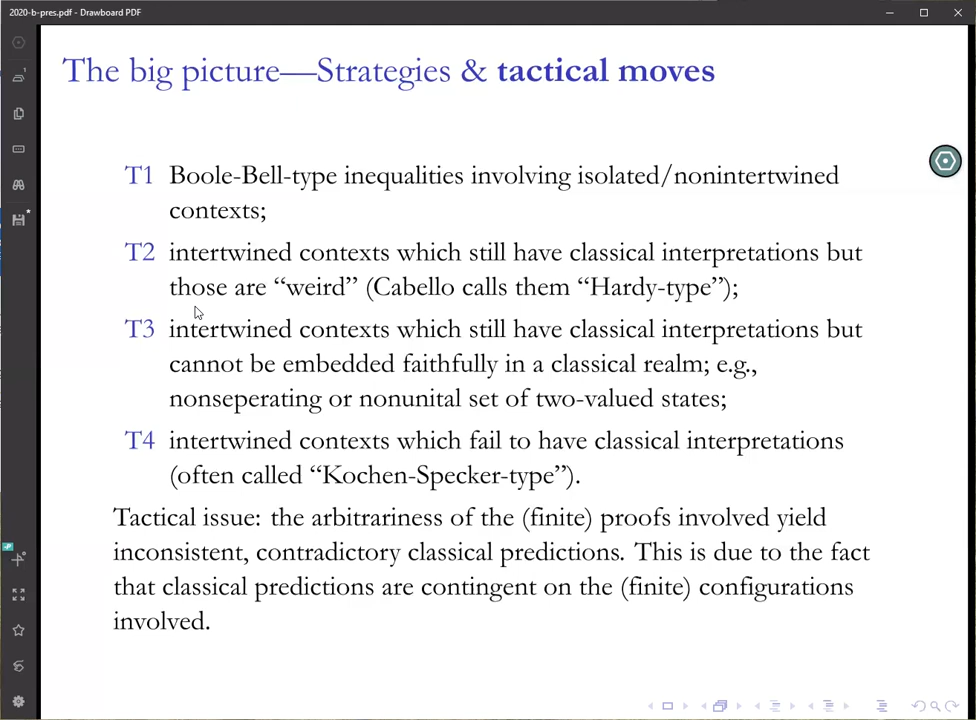 2020-b-pres.pdf - Drawboard PDF
The big picture—Strategies & tactical moves
T1 Boole-Bell-type inequalities involving isolated/nonintertwined
contexts;
T2 intertwined contexts which still have classical interpretations but
those are “weird” (Cabello calls them “Hardy-type”);
T3 intertwined contexts which still have classical interpretations but
cannot be embedded faithfully in a classical realm; e.g.,
nonseperating or nonunital set of two-valued states;
T4 intertwined contexts which fail to have classical interpretations
(often called “Kochen-Specker-type”).
Tactical issue: the arbitrariness of the (finite) proofs involved yield
inconsistent, contradictory classical predictions. This is due to the fact
that classical predictions are contingent on the (finite) configurations
involved.